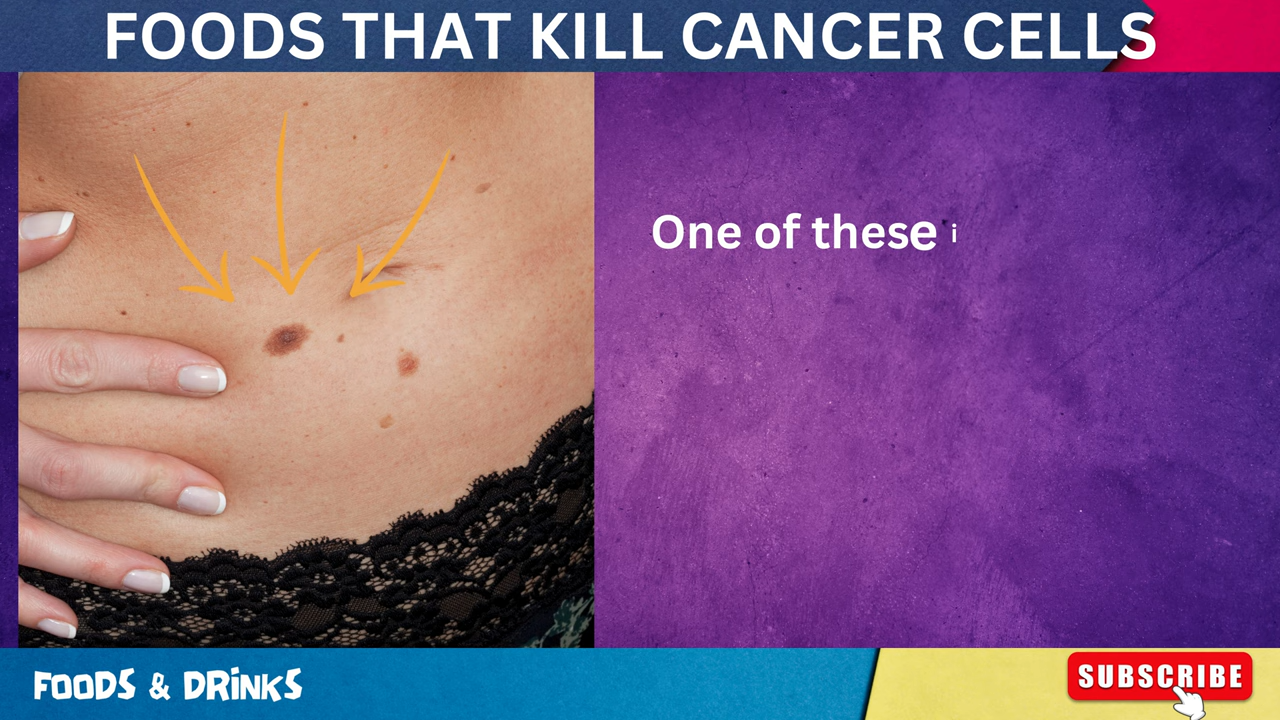 FOODS THAT KILL CANCER CELLS
One of these i
FOODS & DRINKS
SUBSCRIBE